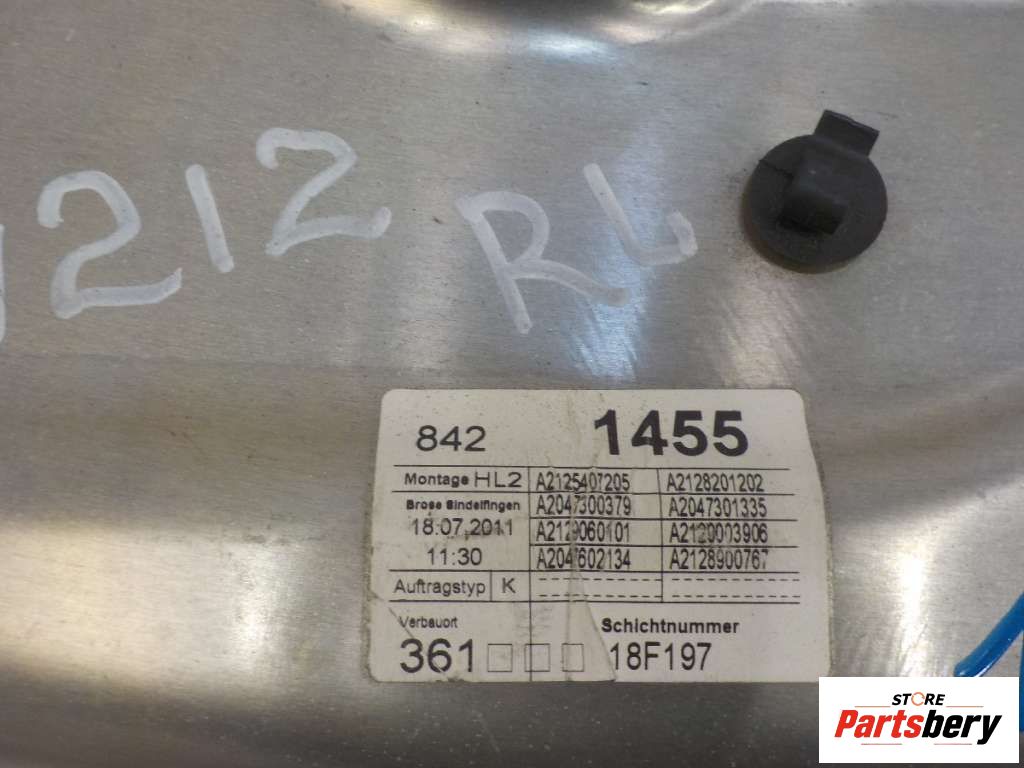 212 RL
842 1455
Montage HL2 A2125407205 A2128201202
Brose Sindelfingen A2047300379 A2047301335
18.07.2011 A2129060101 A2120003906
11:30 A2047602134 A2128900767
Auftragstyp K
Verbauort Schichtnummer
361 18F197
STORE
Partsbery